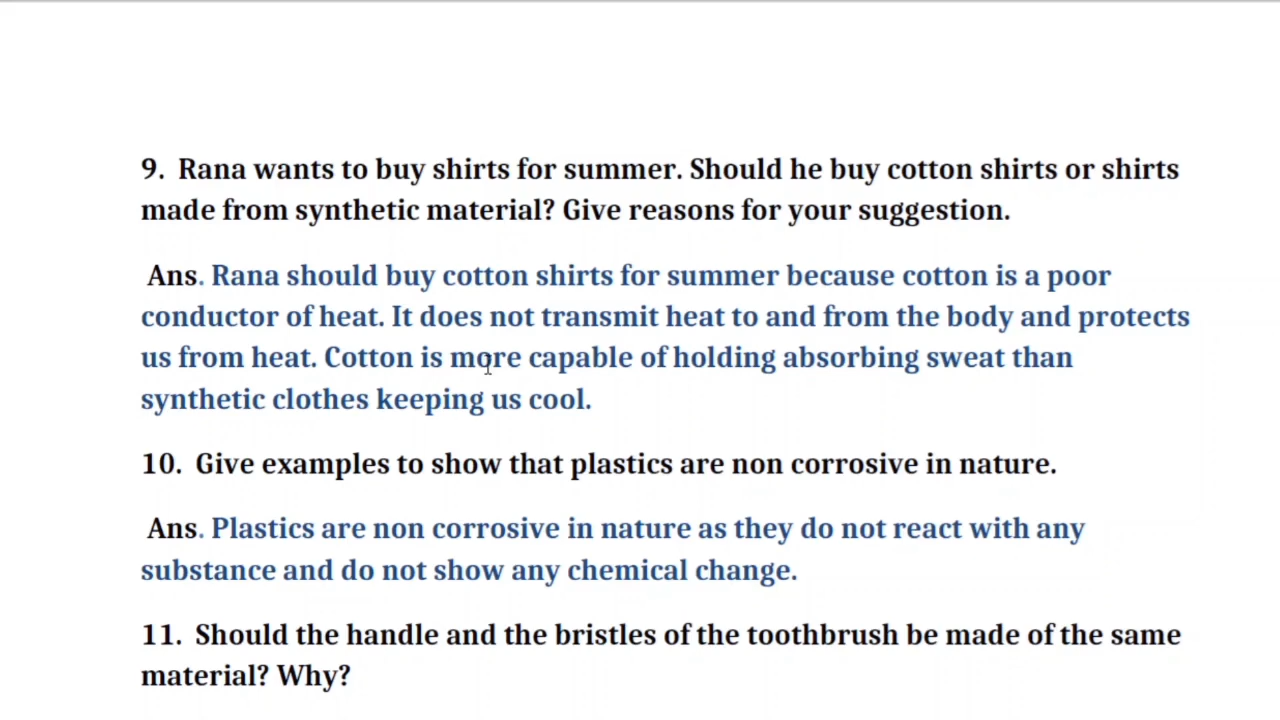 9. Rana wants to buy shirts for summer. Should he buy cotton shirts or shirts
made from synthetic material? Give reasons for your suggestion.
Ans. Rana should buy cotton shirts for summer because cotton is a poor
conductor of heat. It does not transmit heat to and from the body and protects
us from heat. Cotton is more capable of holding absorbing sweat than
synthetic clothes keeping us cool.
10. Give examples to show that plastics are non corrosive in nature.
Ans. Plastics are non corrosive in nature as they do not react with any
substance and do not show any chemical change.
11. Should the handle and the bristles of the toothbrush be made of the same
material? Why?